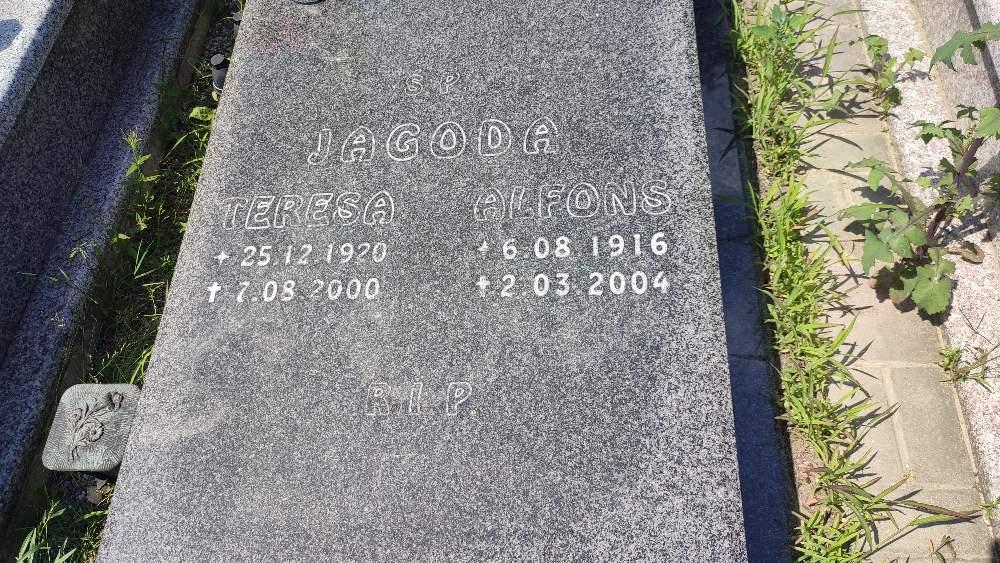 S P
JAGODA
TERESA ALFONS
* 25.12.1920 * 6.08.1916
✝ 7.08.2000 ✝ 2.03.2004
R.I.P.